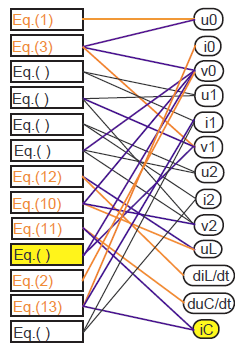 Eq.(1)
Eq.(3)
Eq.( )
Eq.( )
Eq.( )
Eq.( )
Eq.(12)
Eq.(10)
Eq.(11)
Eq.( )
Eq.(2)
Eq.(13)
Eq.( )
u0
i0
v0
u1
i1
v1
u2
i2
v2
uL
diL/dt
duC/dt
iC